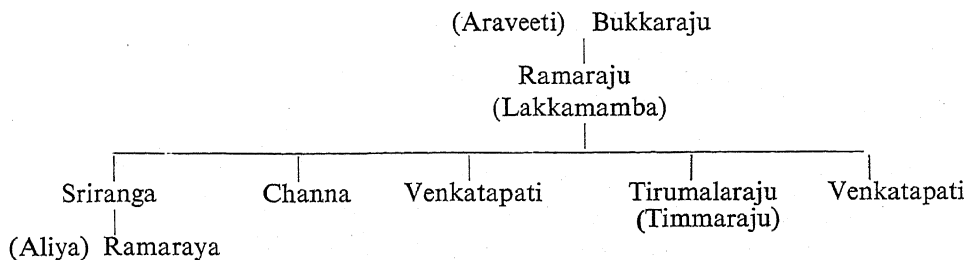 (Araveeti) Bukkaraju
Ramaraju
(Lakkamamba)
Sriranga Channa Venkatapati Tirumalaraju Venkatapati
(Timmaraju)
(Aliya) Ramaraya